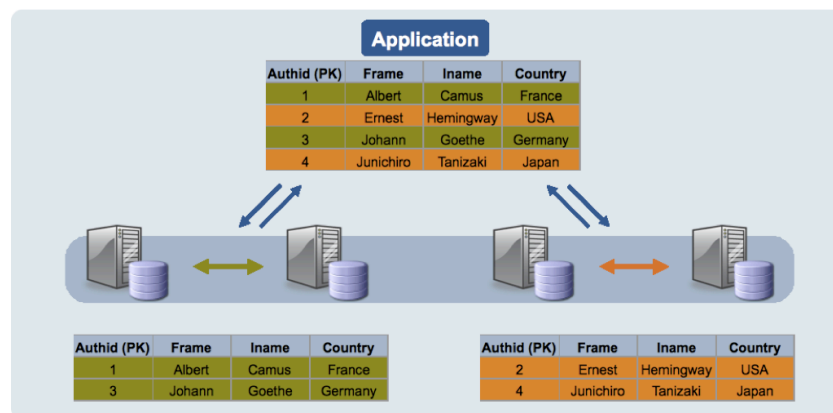 Application
Authid (PK) Frame Iname Country
1 Albert Camus France
2 Ernest Hemingway USA
3 Johann Goethe Germany
4 Junichiro Tanizaki Japan
Authid (PK) Frame Iname Country
1 Albert Camus France
3 Johann Goethe Germany
Authid (PK) Frame Iname Country
2 Ernest Hemingway USA
4 Junichiro Tanizaki Japan